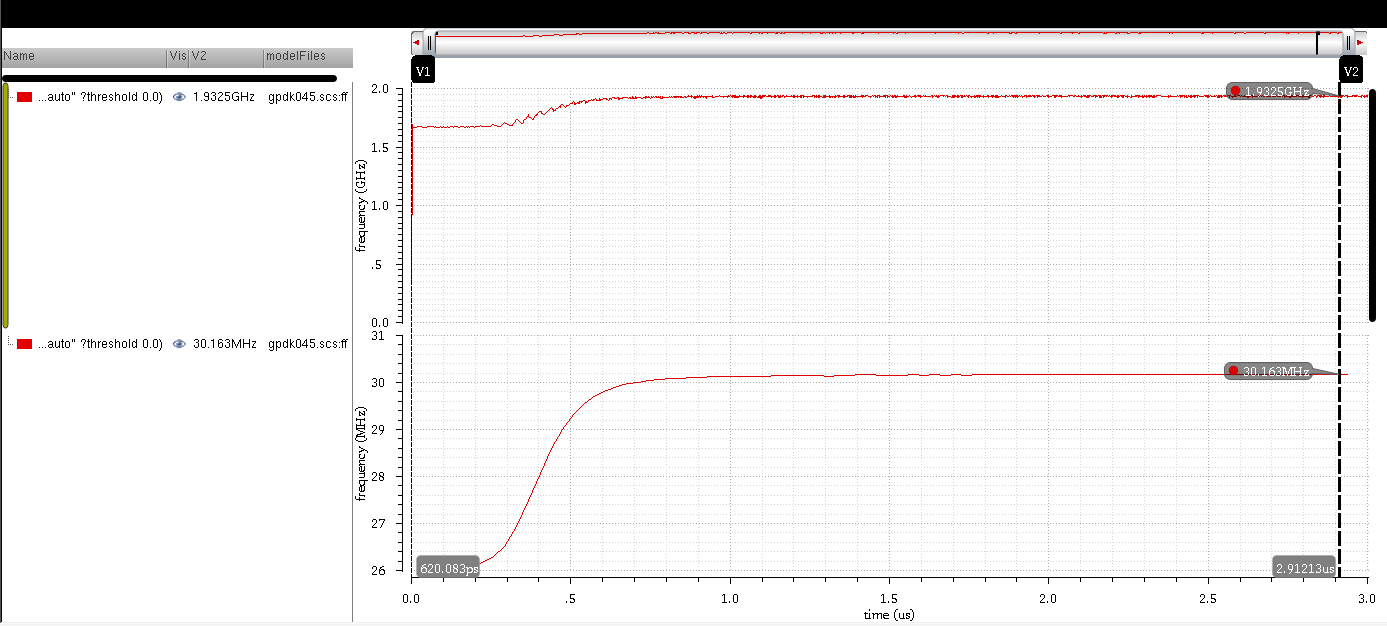 Name Vis V2 modelFiles
V1
V2
...auto" ?threshold 0.0) 1.9325GHz gpdk045.scs:ff
2.0
1.9325GHz
1.5
frequency (GHz)
1.0
.5
0.0
...auto" ?threshold 0.0) 30.163MHz gpdk045.scs:ff
31
30.163MHz
30
frequency (MHz)
29
28
27
26
620.083ps
2.91213us
0.0 .5 1.0 1.5 2.0 2.5 3.0
time (us)